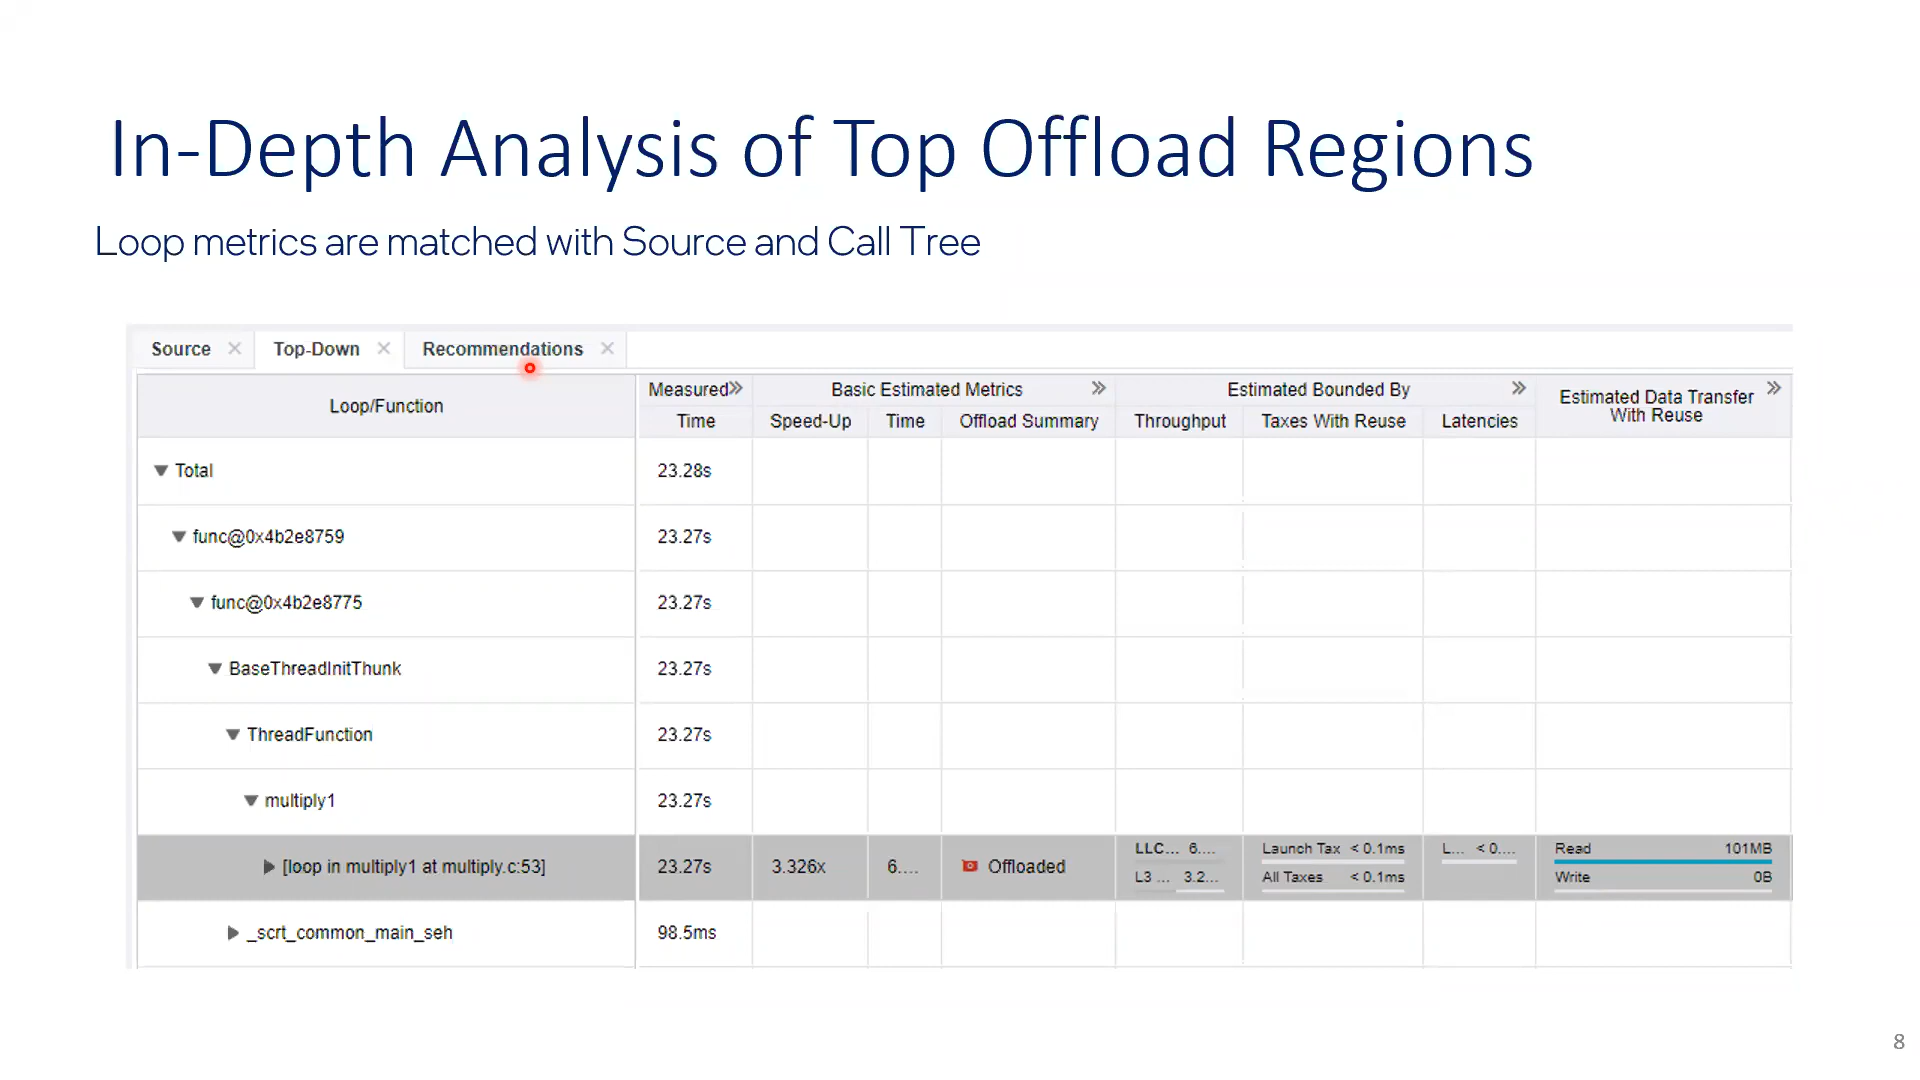 In-Depth Analysis of Top Offload Regions
Loop metrics are matched with Source and Call Tree
Source Top-Down Recommendations
Loop/Function Measured Basic Estimated Metrics Estimated Bounded By Estimated Data Transfer With Reuse
Time Speed-Up Time Offload Summary Throughput Taxes With Reuse Latencies
Total 23.28s
func@0x4b2e8759 23.27s
func@0x4b2e8775 23.27s
BaseThreadInitThunk 23.27s
ThreadFunction 23.27s
multiply1 23.27s
[loop in multiply1 at multiply.c:53] 23.27s 3.326x 6.... Offloaded
LLC... 6.... Launch Tax < 0.1ms L... < 0.... Read 101MB
L3 ... 3.2... All Taxes < 0.1ms Write 0B
_scrt_common_main_seh 98.5ms
8